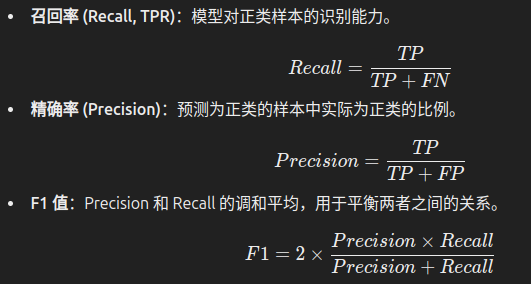 • 召回率 (Recall, TPR)：模型对正类样本的识别能力。
Recall = \frac{TP}{TP + FN}
• 精确率 (Precision)：预测为正类的样本中实际为正类的比例。
Precision = \frac{TP}{TP + FP}
• F1 值：Precision 和 Recall 的调和平均，用于平衡两者之间的关系。
F1 = 2 × \frac{Precision × Recall}{Precision + Recall}